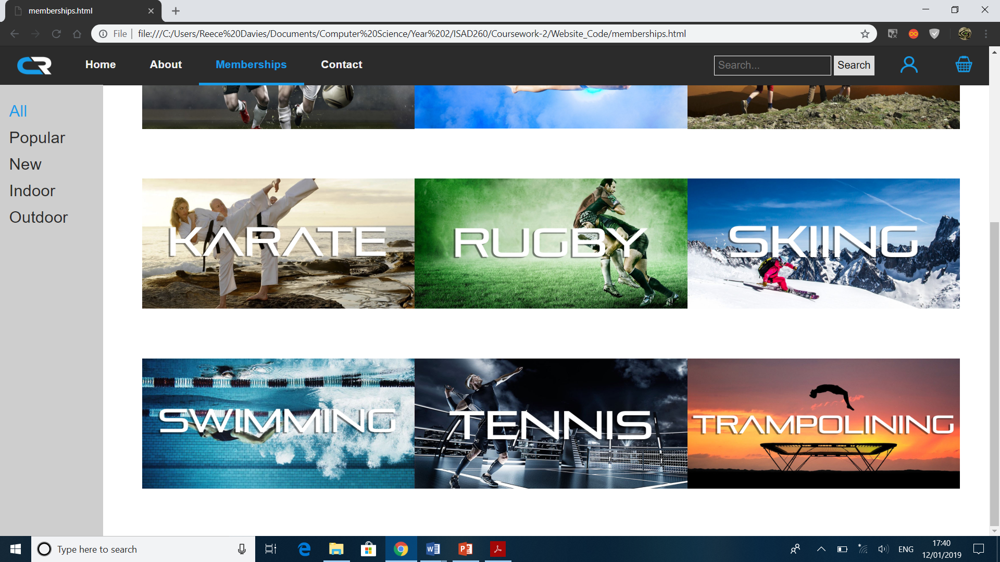 memberships.html
File
file:///C:/Users/Reece%20Davies/Documents/Computer%20Science/Year%202/ISAD260/Coursework-2/Website_Code/memberships.html
CR
Home
About
Memberships
Contact
Search...
Search
All
Popular
New
Indoor
Outdoor
KARATE
RUGBY
SKIING
SWIMMING
TENNIS
TRAMPOLINING
Type here to search
ENG
17:40
12/01/2019